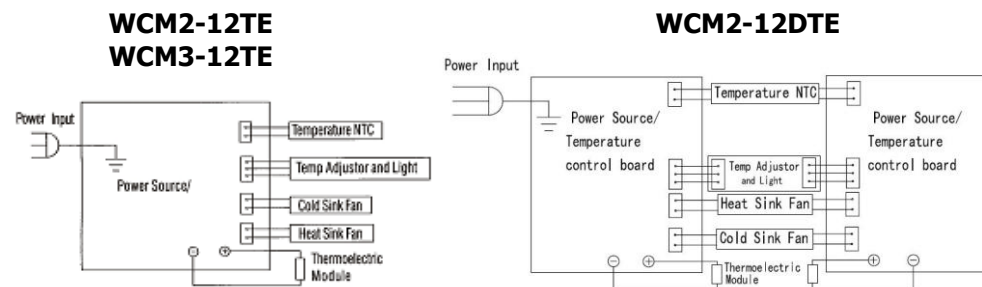 WCM2-12TE
WCM3-12TE
Power Input
Power Source/
Temperature NTC
Temp Adjustor and Light
Cold Sink Fan
Heat Sink Fan
Thermoelectric
Module
WCM2-12DTE
Power Input
Power Source/
Temperature
control board
Temperature NTC
Temp Adjustor
and Light
Heat Sink Fan
Cold Sink Fan
Thermoelectric
Module
Power Source/
Temperature
control board